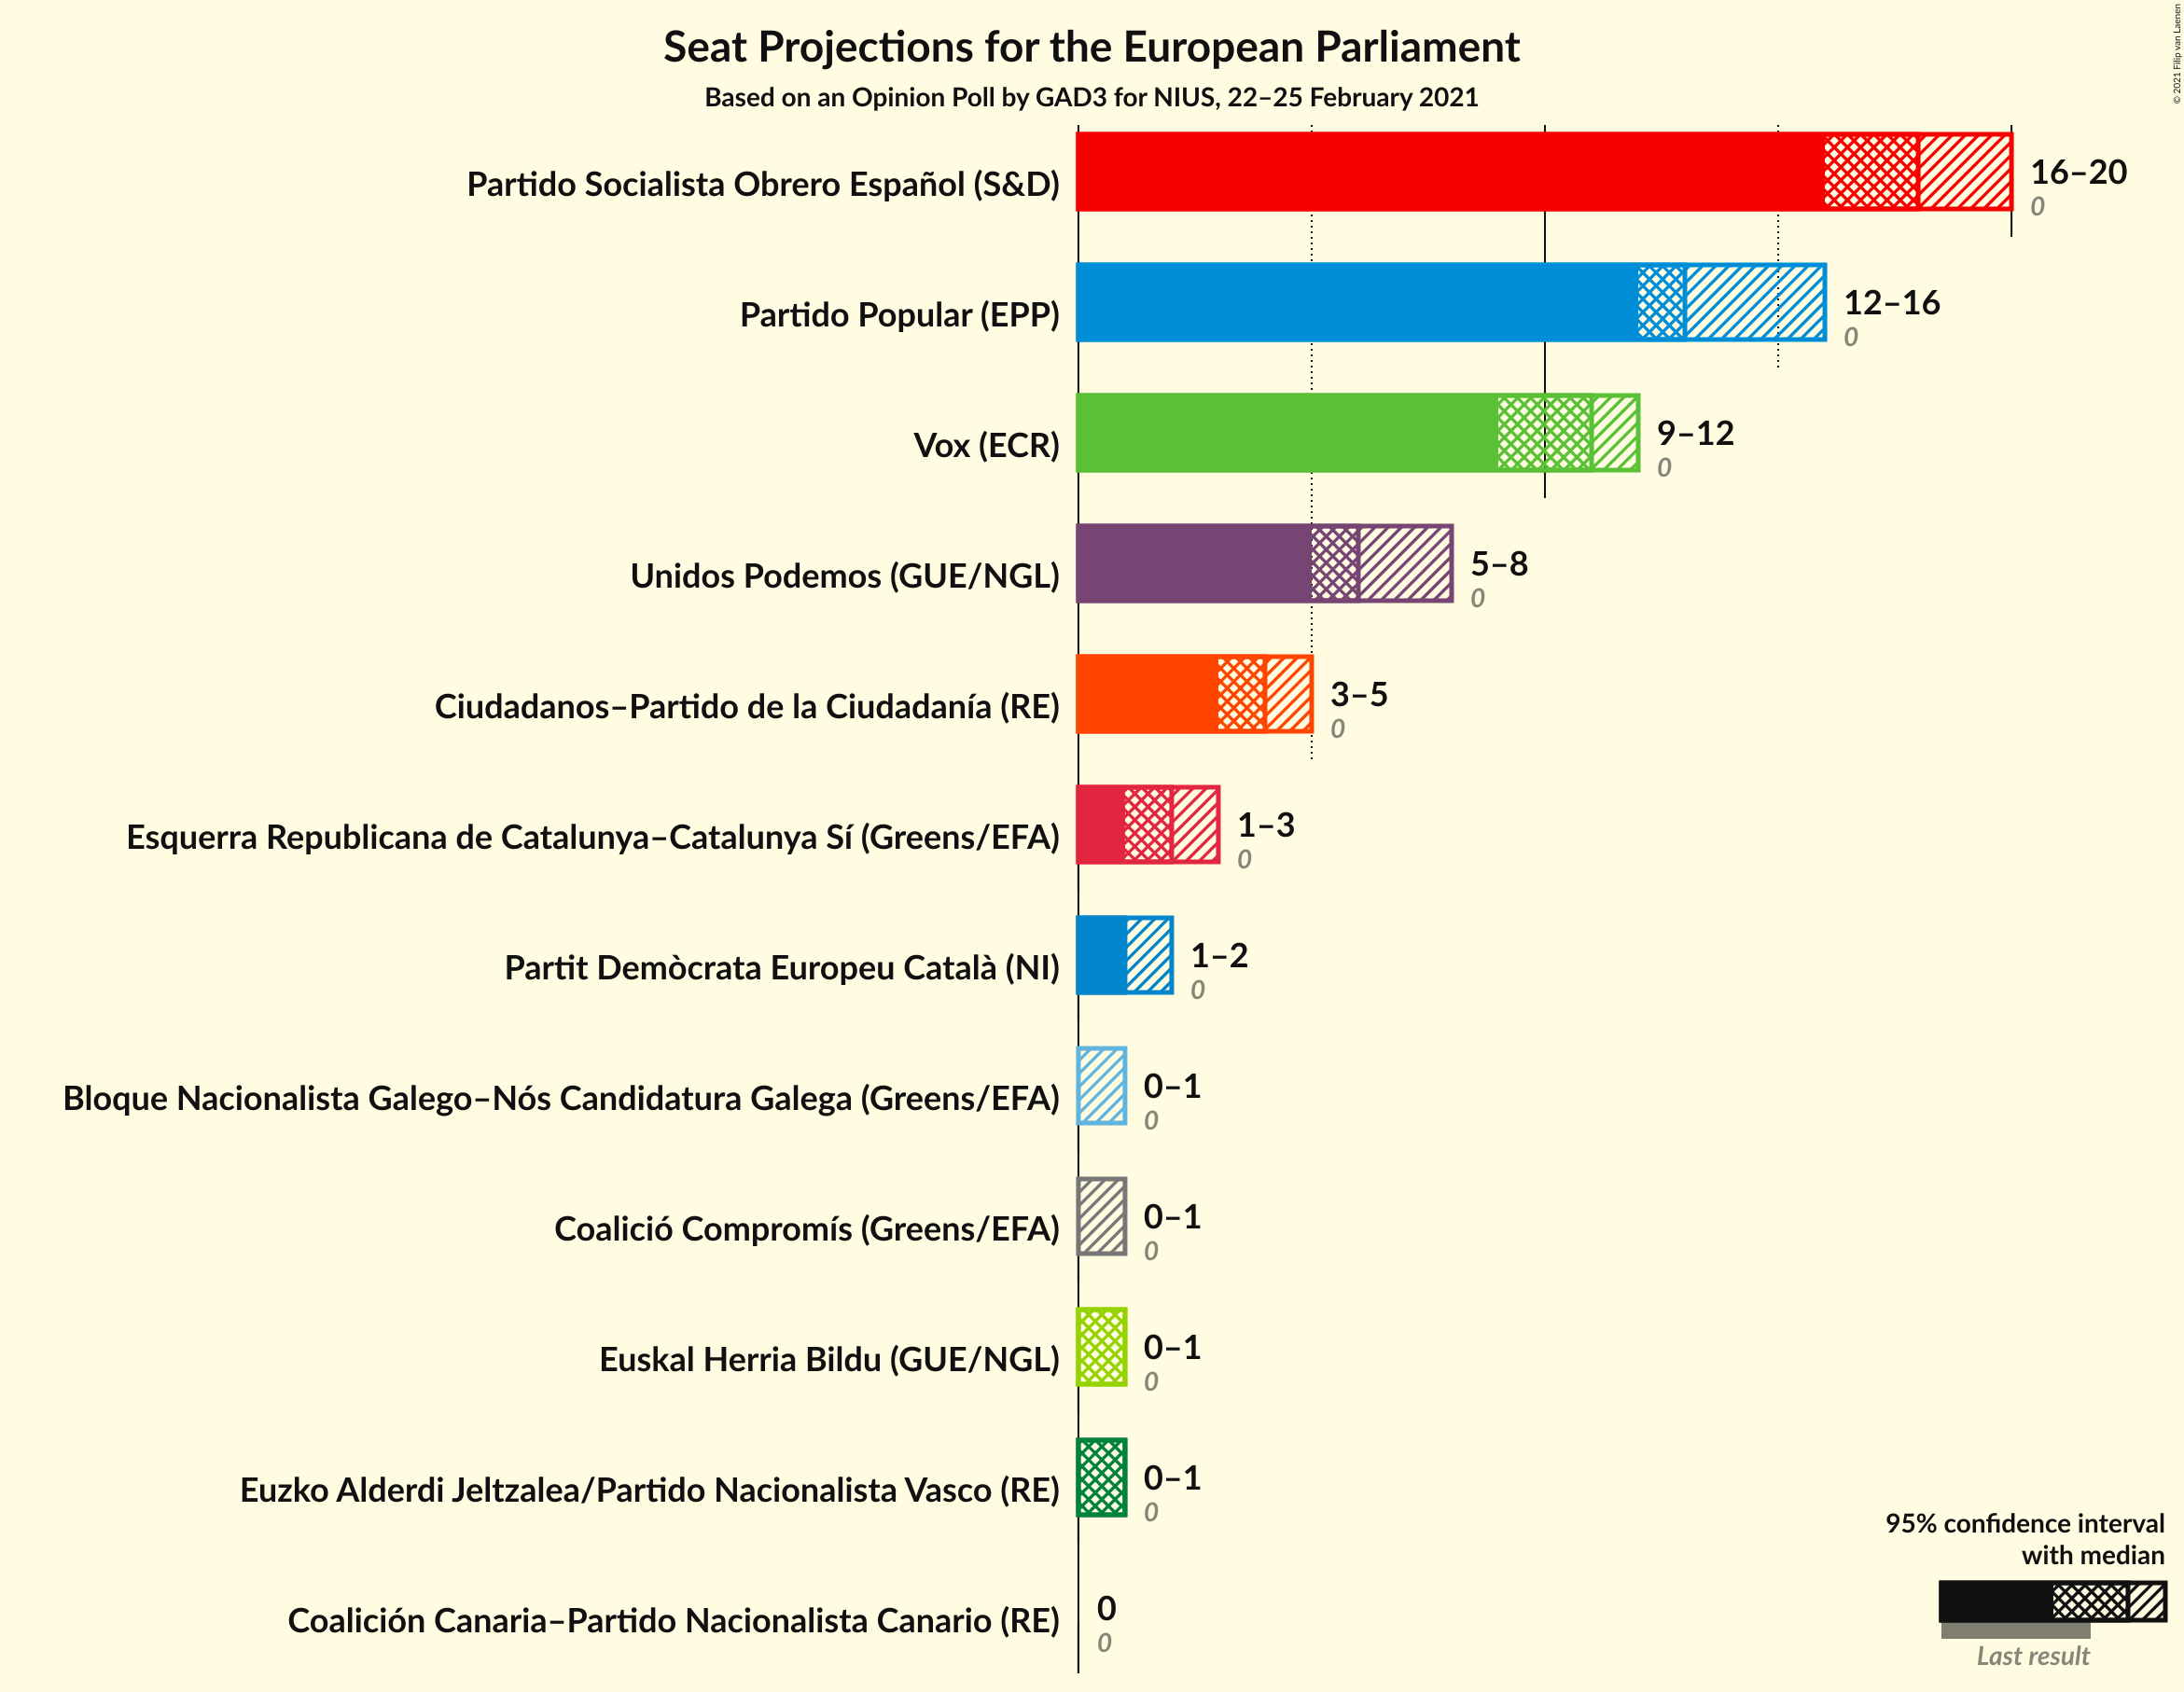 Seat Projections for the European Parliament
Based on an Opinion Poll by GAD3 for NIUS, 22–25 February 2021
© 2021 Filip van Laenen
Partido Socialista Obrero Español (S&D)
16–20
0
Partido Popular (EPP)
12–16
0
Vox (ECR)
9–12
0
Unidos Podemos (GUE/NGL)
5–8
0
Ciudadanos–Partido de la Ciudadanía (RE)
3–5
0
Esquerra Republicana de Catalunya–Catalunya Sí (Greens/EFA)
1–3
0
Partit Demòcrata Europeu Català (NI)
1–2
0
Bloque Nacionalista Galego–Nós Candidatura Galega (Greens/EFA)
0–1
0
Coalició Compromís (Greens/EFA)
0–1
0
Euskal Herria Bildu (GUE/NGL)
0–1
0
Euzko Alderdi Jeltzalea/Partido Nacionalista Vasco (RE)
0–1
0
Coalición Canaria–Partido Nacionalista Canario (RE)
0
0
95% confidence interval
with median
Last result